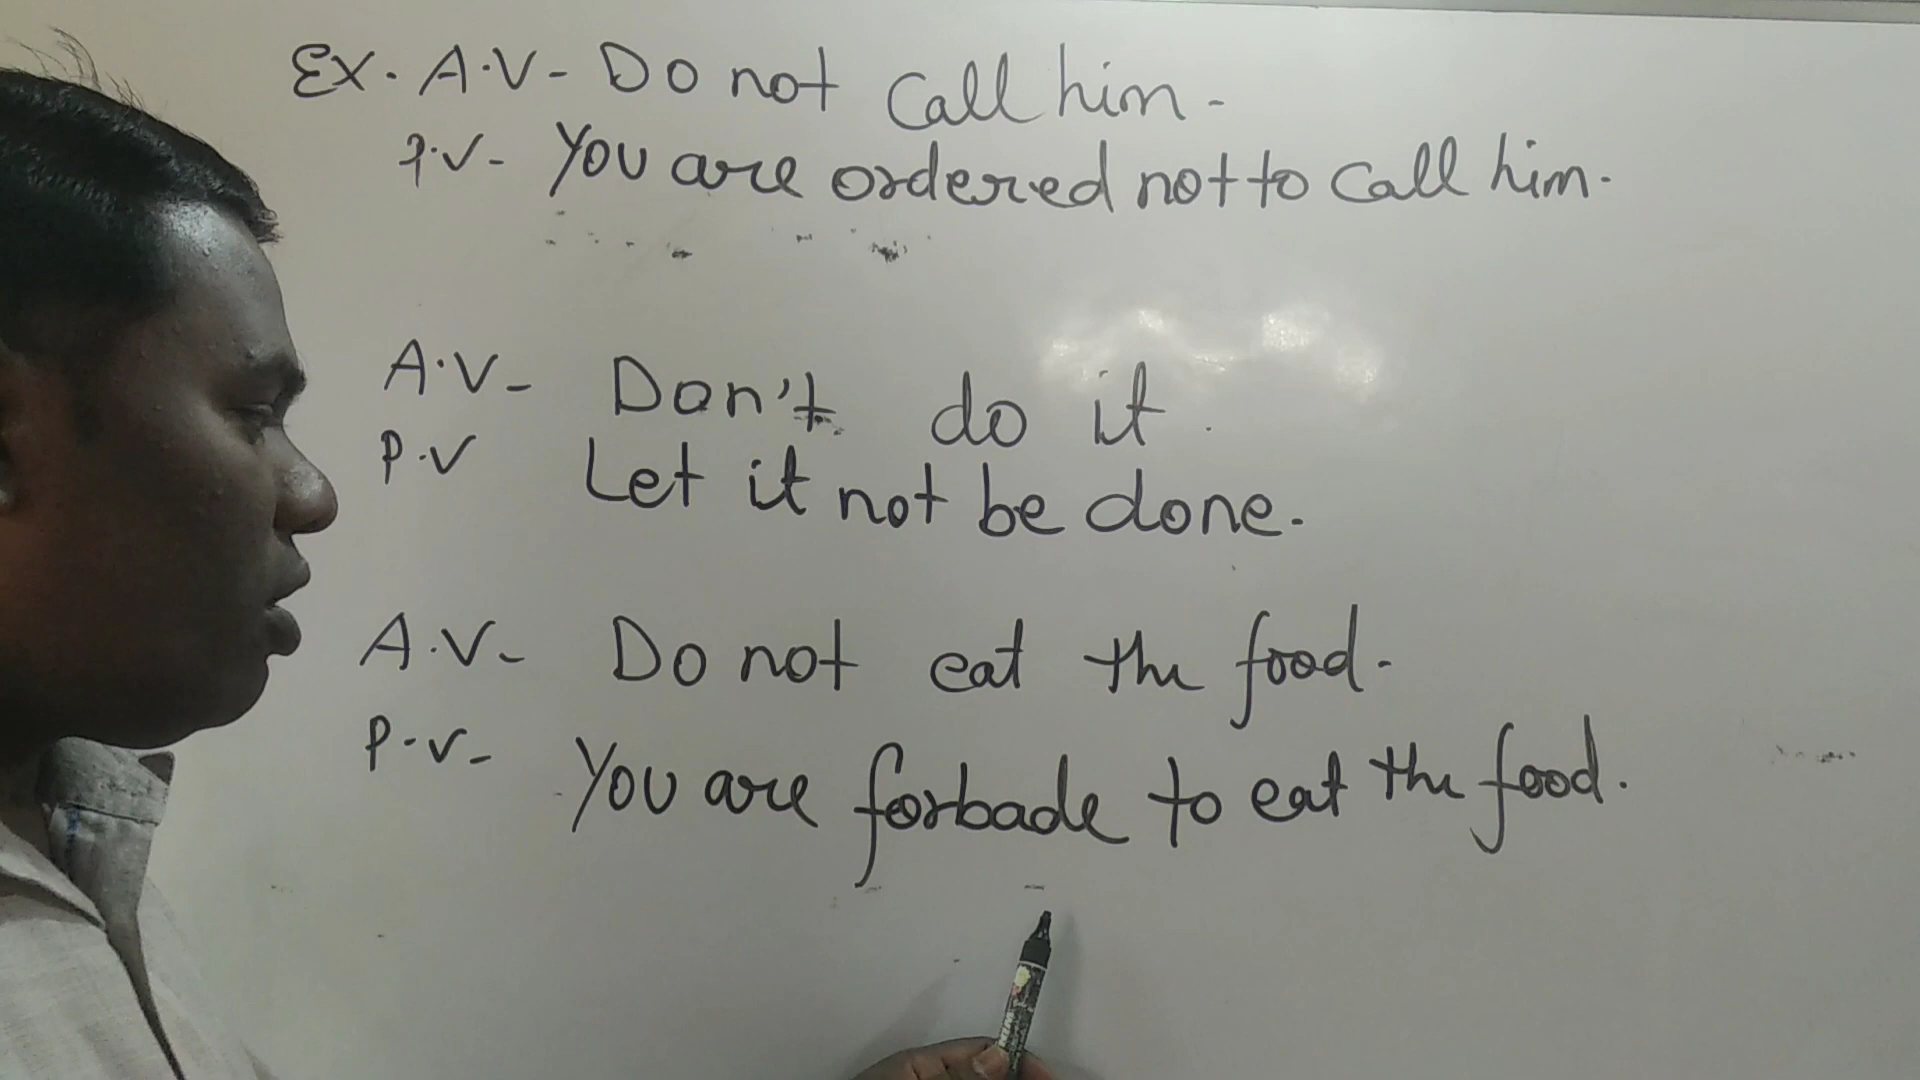 Ex. A.V- Do not call him-
P.V- You are ordered not to call him.
A.V- Don't do it.
P.V Let it not be done.
A.V- Do not eat the food.
P.V- You are forbade to eat the food.